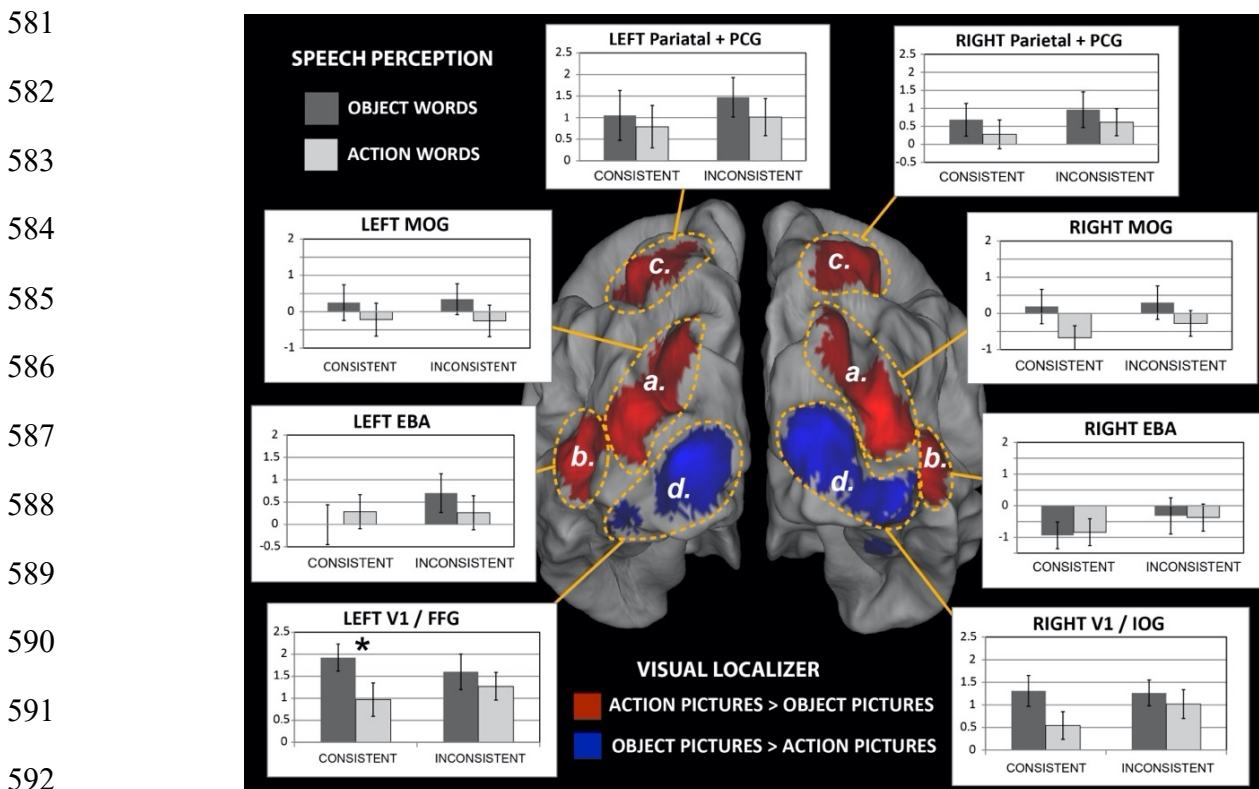 581
582
583
584
585
586
587
588
589
590
591
592
SPEECH PERCEPTION
OBJECT WORDS
ACTION WORDS
LEFT Pariatal + PCG
2.5
2
1.5
1
0.5
0
CONSISTENT INCONSISTENT
RIGHT Parietal + PCG
2.5
2
1.5
1
0.5
0
-0.5
CONSISTENT INCONSISTENT
LEFT MOG
2
1
0
-1
CONSISTENT INCONSISTENT
RIGHT MOG
2
1
0
-1
CONSISTENT INCONSISTENT
c. c.
a. a.
b. b.
d. d.
LEFT EBA
2
1.5
1
0.5
0
-0.5
CONSISTENT INCONSISTENT
RIGHT EBA
2
1
0
-1
CONSISTENT INCONSISTENT
LEFT V1 / FFG
2.5
2
1.5
1
0.5
0
*
CONSISTENT INCONSISTENT
RIGHT V1 / IOG
2.5
2
1.5
1
0.5
0
CONSISTENT INCONSISTENT
VISUAL LOCALIZER
ACTION PICTURES > OBJECT PICTURES
OBJECT PICTURES > ACTION PICTURES